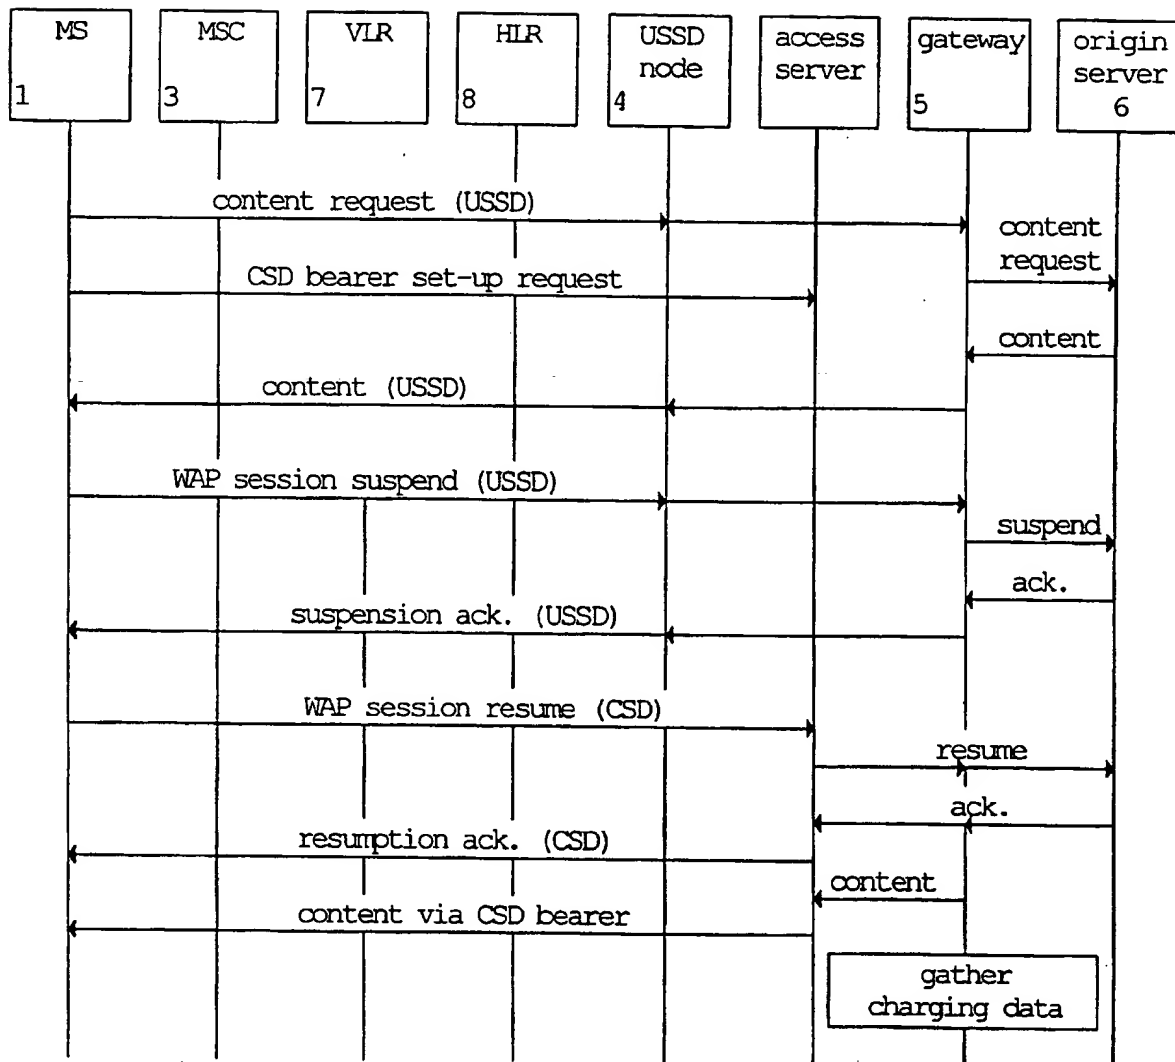 MS
1
MSC
3
VLR
7
HLR
8
USSD
node
4
access
server
gateway
5
origin
server
6
content request (USSD)
content
request
CSD bearer set-up request
content
content (USSD)
WAP session suspend (USSD)
suspend
ack.
suspension ack. (USSD)
WAP session resume (CSD)
resume
ack.
resumption ack. (CSD)
content
content via CSD bearer
gather
charging data